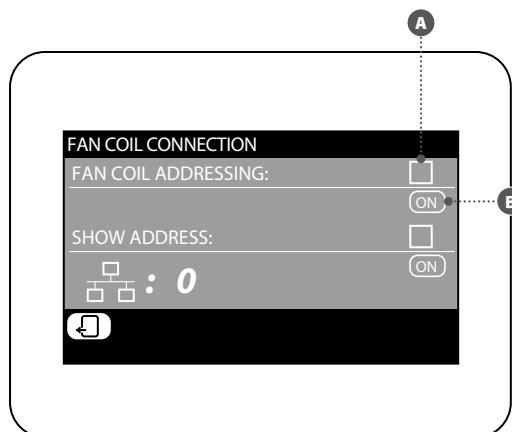 A
FAN COIL CONNECTION
FAN COIL ADDRESSING:
ON
B
SHOW ADDRESS:
ON
: 0